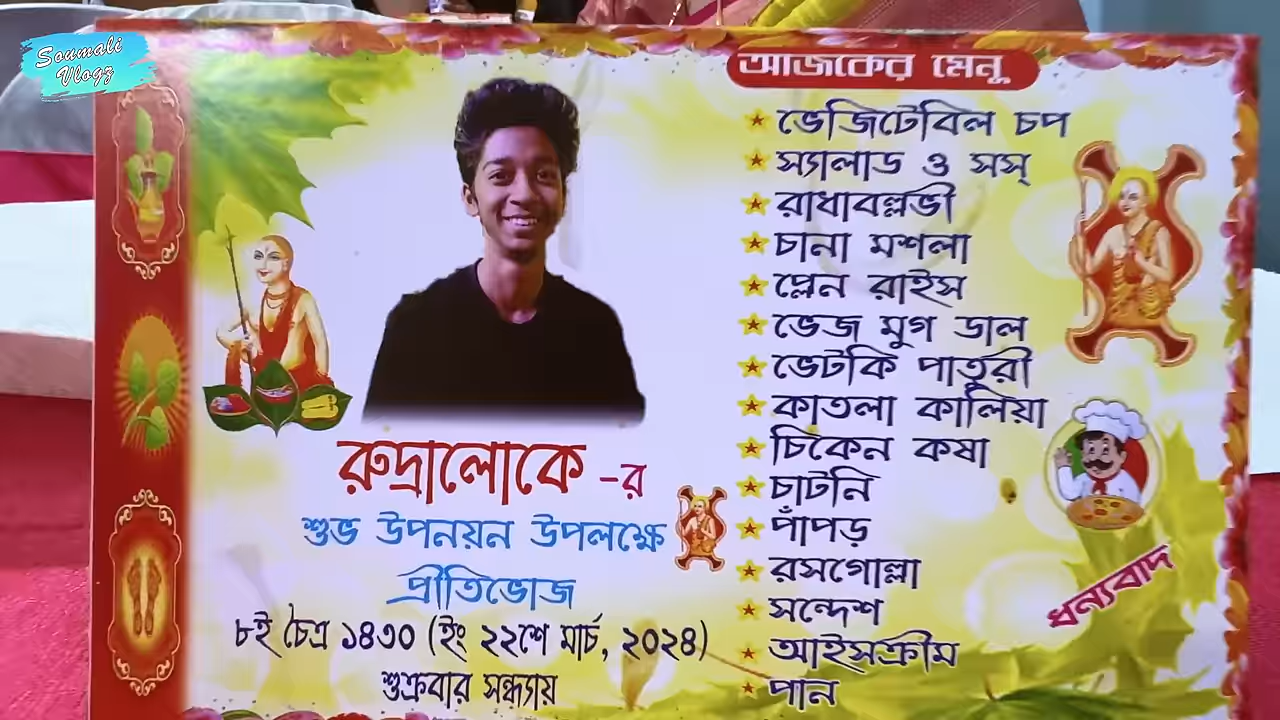 Soumali
Vlogz
রুদ্রালোকে -র
শুভ উপনয়ন উপলক্ষে
প্রীতিভোজ
৮ই চৈত্র ১৪৩০ (ইং ২২শে মার্চ, ২০২৪)
শুক্রবার সন্ধ্যায়
আজকের মেনু
ভেজিটেবিল চপ
স্যালাড ও সস্
রাধাবল্লভী
চানা মশলা
প্লেন রাইস
ভেজ মুগ ডাল
ভেটকি পাতুরী
কাতলা কালিয়া
চিকেন কষা
চাটনি
পাঁপড়
রসগোল্লা
সন্দেশ
আইসক্রীম
পান
ধন্যবাদ